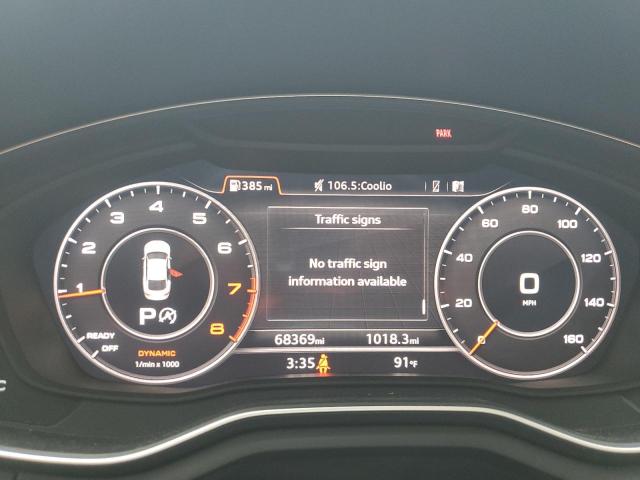 PARK
385 mi
106.5:Coolio
Traffic signs
No traffic sign
information available
1 2 3 4 5 6 7 8
P
READY
OFF
DYNAMIC
1/min x 1000
0 20 40 60 80 100 120 140 160
0
MPH
68369mi
1018.3mi
3:35
91°F
C